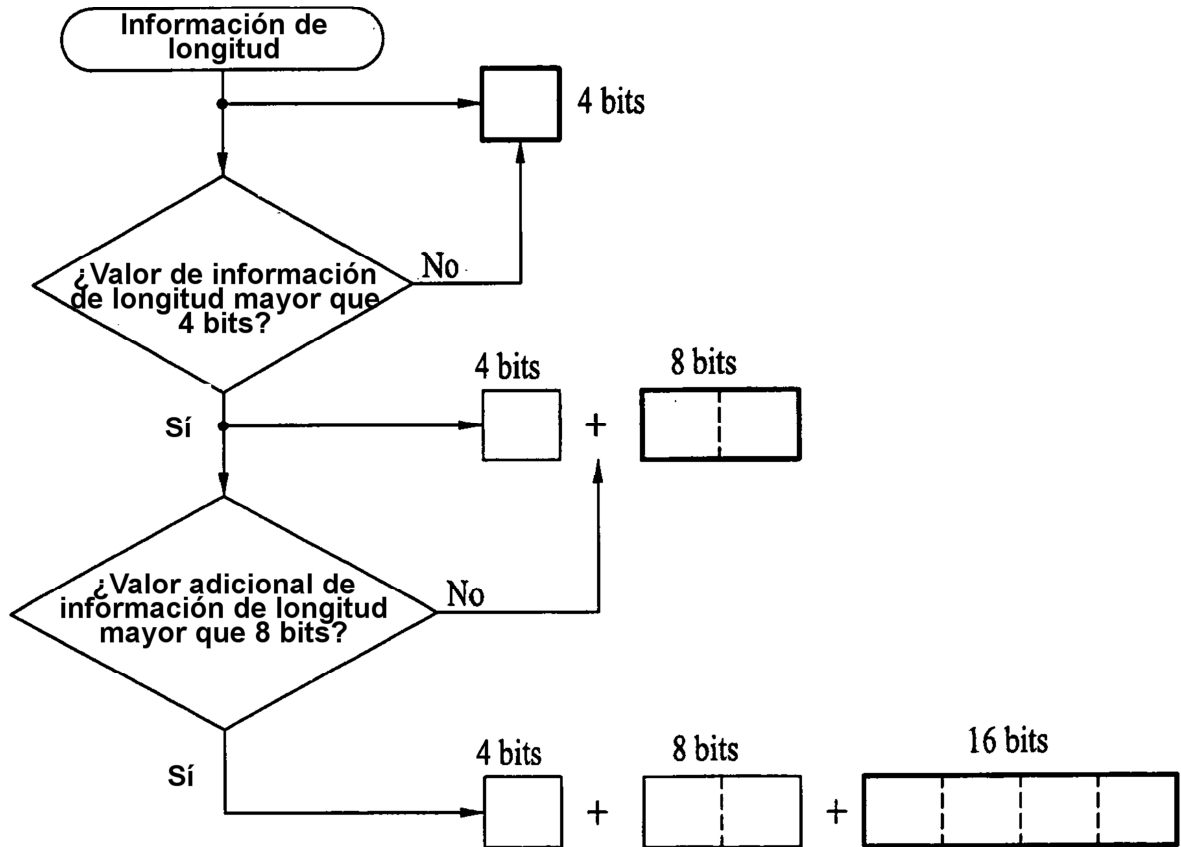 Información de
longitud
4 bits
¿Valor de información
de longitud mayor que
4 bits?
No
4 bits
8 bits
Sí
+
¿Valor adicional de
información de longitud
mayor que 8 bits?
No
4 bits
8 bits
16 bits
Sí
+
+